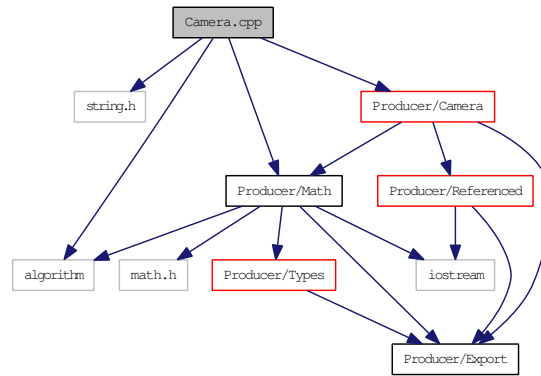 Camera.cpp
string.h
Producer/Camera
Producer/Math
Producer/Referenced
algorithm
math.h
Producer/Types
iostream
Producer/Export